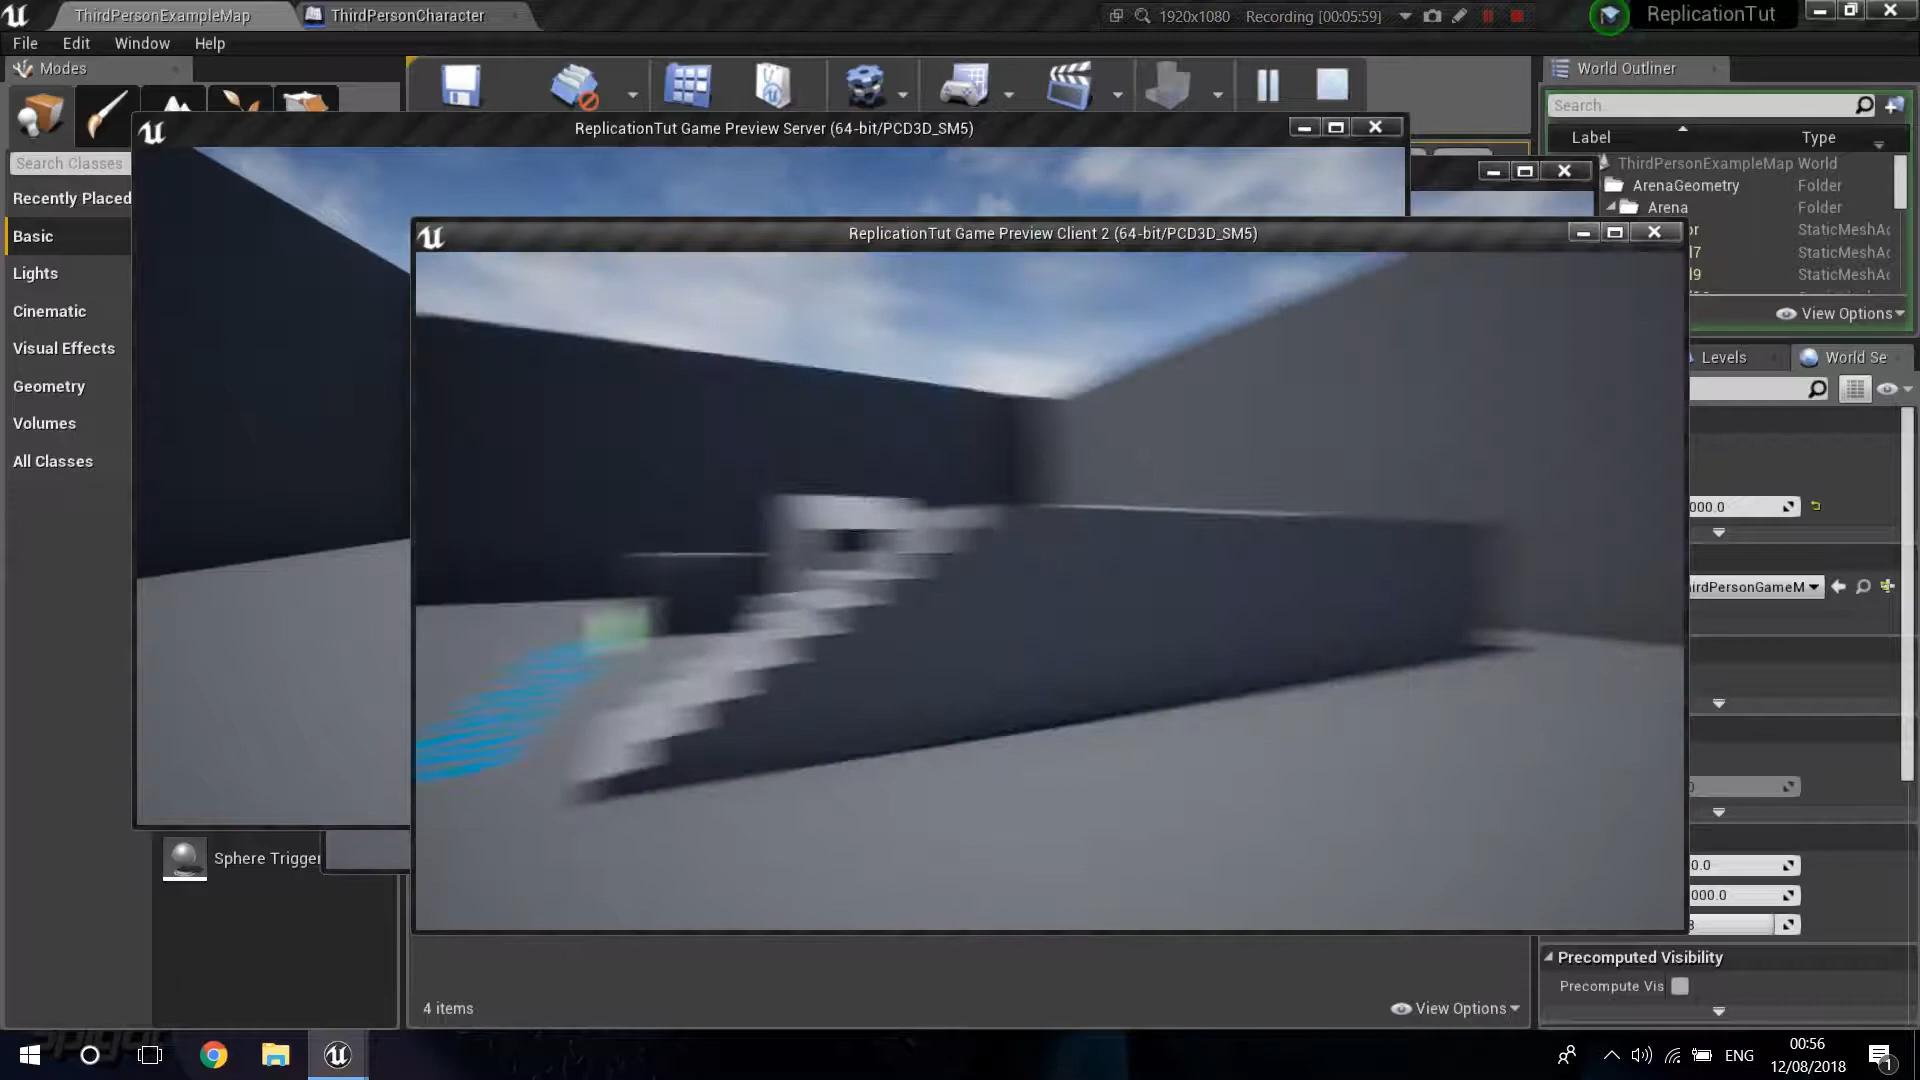 ThirdPersonExampleMap
ThirdPersonCharacter
1920x1080
Recording [00:05:59]
ReplicationTut
File
Edit
Window
Help
Modes
World Outliner
Search
Label
Type
Search Classes
ReplicationTut Game Preview Server (64-bit/PCD3D_SM5)
ThirdPersonExampleMap World
ArenaGeometry
Folder
Arena
Folder
Recently Placed
Basic
Lights
Cinematic
Visual Effects
Geometry
Volumes
All Classes
ReplicationTut Game Preview Client 2 (64-bit/PCD3D_SM5)
or
StaticMeshAc
l7
StaticMeshAc
l9
StaticMeshAc
View Options
Levels
World Se
000.0
hirdPersonGameM
0.0
000.0
Sphere Trigger
Precomputed Visibility
Precompute Vis
4 items
View Options
ENG
00:56
12/08/2018
1